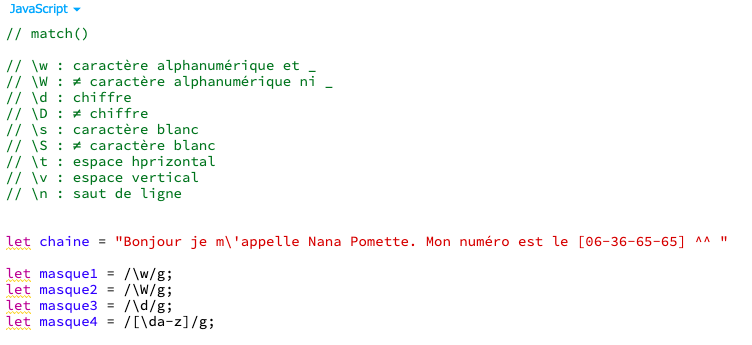 JavaScript
// match()
// \w : caractère alphanumérique et _
// \W : ≠ caractère alphanumérique ni _
// \d : chiffre
// \D : ≠ chiffre
// \s : caractère blanc
// \S : ≠ caractère blanc
// \t : espace hprizontal
// \v : espace vertical
// \n : saut de ligne
let chaine = "Bonjour je m\'appelle Nana Pomette. Mon numéro est le [06-36-65-65] ^^ "
let masque1 = /\w/g;
let masque2 = /\W/g;
let masque3 = /\d/g;
let masque4 = /[\da-z]/g;